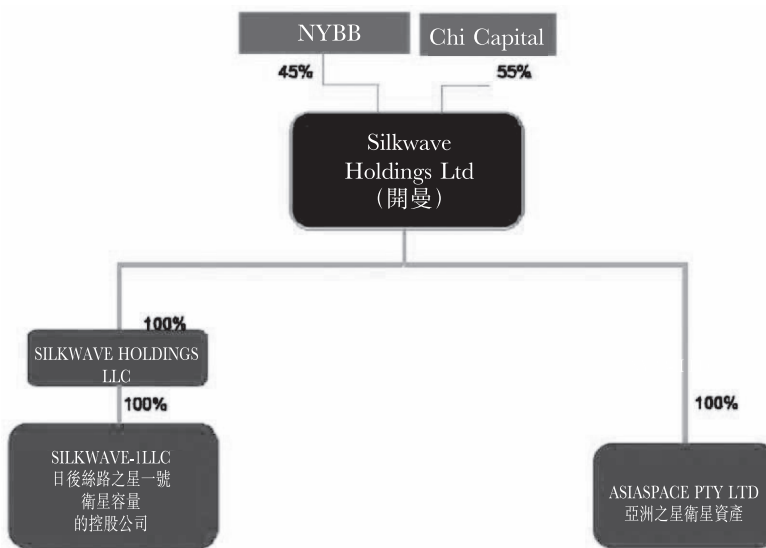 NYBB
Chi Capital
45%
55%
Silkwave
Holdings Ltd
（開曼）
100%
SILKWAVE HOLDINGS
LLC
100%
100%
SILKWAVE-1LLC
日後絲路之星一號
衛星容量
的控股公司
ASIASPACE PTY LTD
亞洲之星衛星資產